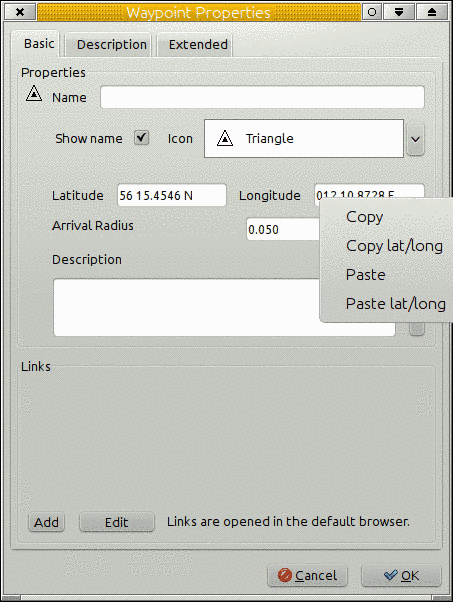 Waypoint Properties
Basic Description Extended
Properties
Name
Show name Icon Triangle
Latitude 56 15.4546 N Longitude 012 10.8728 E
Arrival Radius 0.050
Copy
Copy lat/long
Description
Paste
Paste lat/long
Links
Add Edit Links are opened in the default browser.
Cancel OK